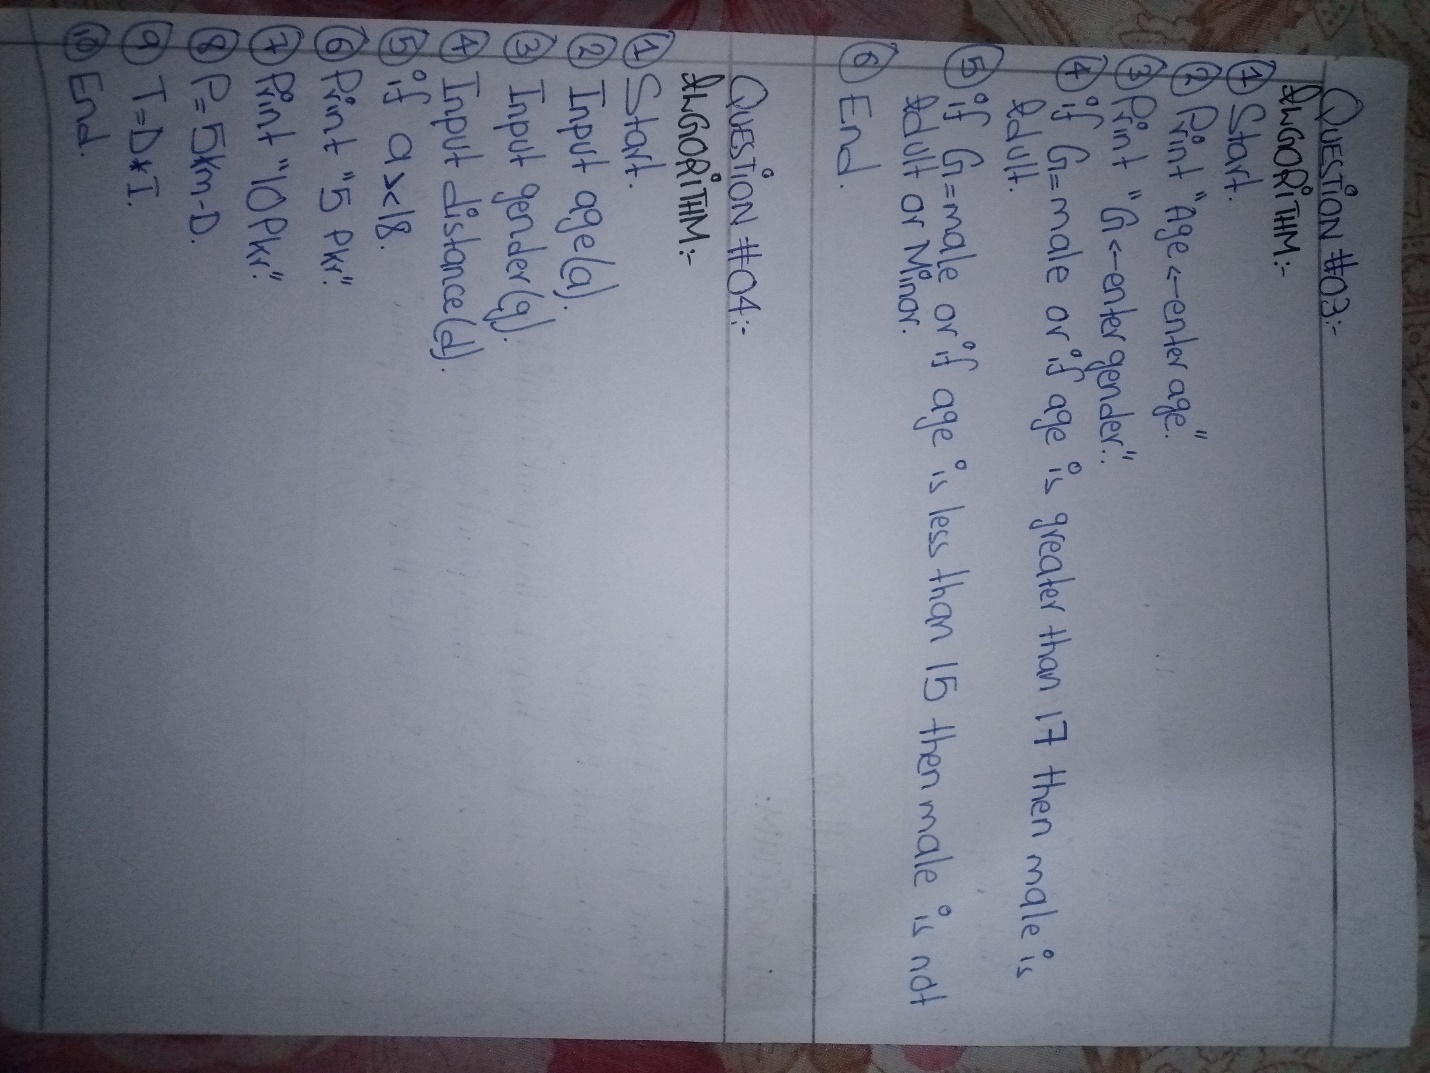 QUESTION #03:-
ALGORITHM:-
1 Start.
2 Print "Age <-- enter age."
3 Print "G <-- enter gender".
4 if G=male or if age is greater than 17 then male is
Adult.
5 if G=male or if age is less than 15 then male is not
Adult or Minor.
6 End.
QUESTION #04:-
ALGORITHM:-
1 Start.
2 Input age(a).
3 Input gender(g).
4 Input distance(d).
5 if a 18.
6 Print "5 Pkr".
7 Print "10 Pkr".
8 P=5km-D.
9 T=D*I.
10 End.